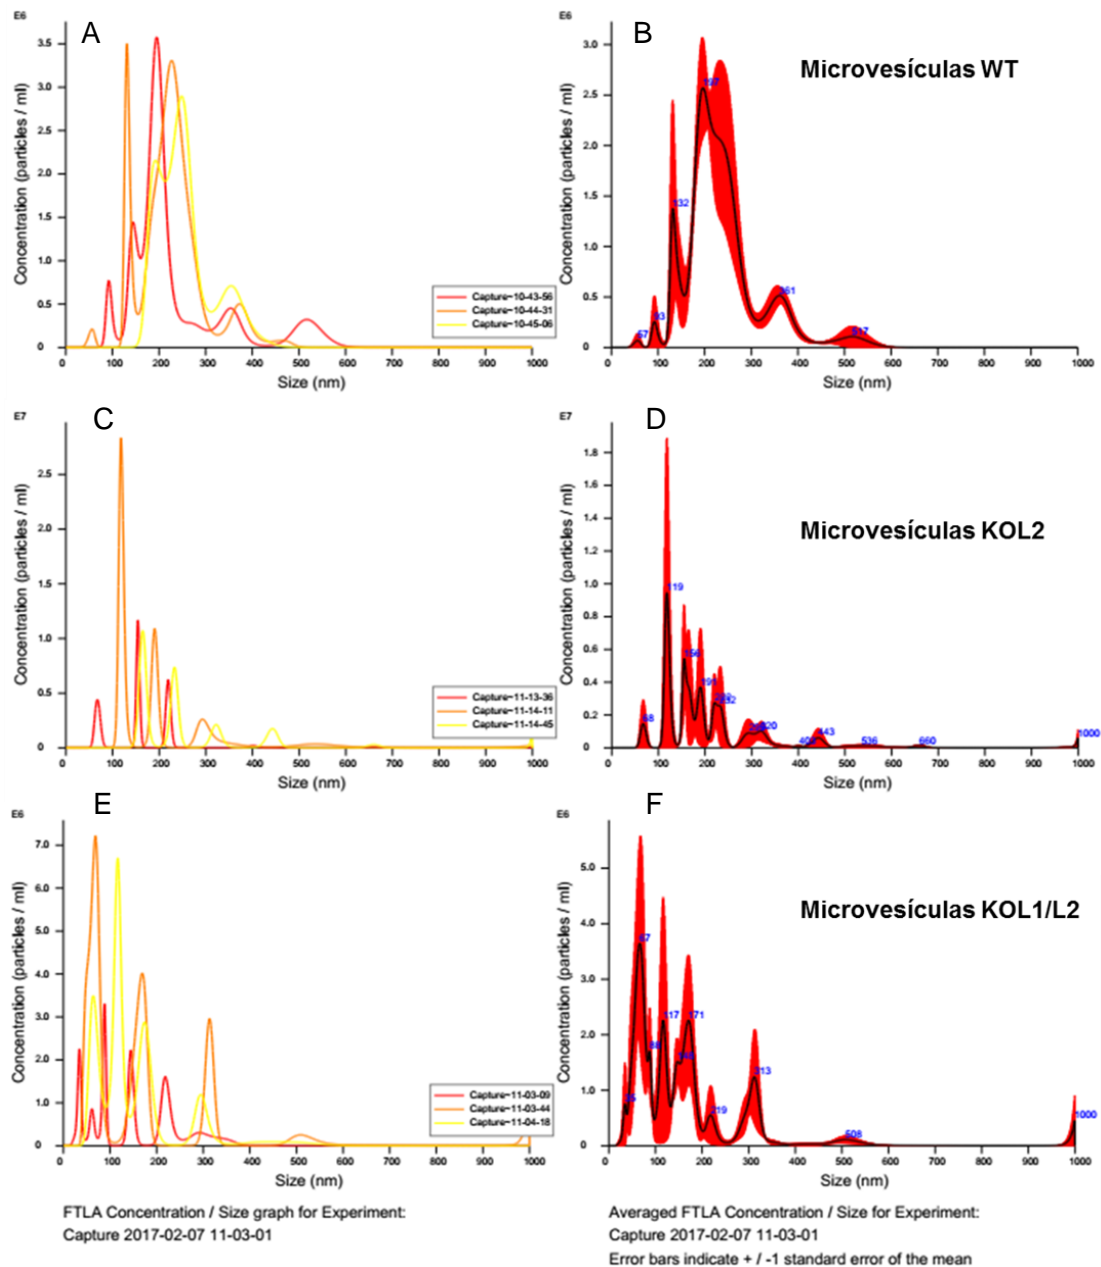 E6
A
Concentration (particles / ml)
3.5
3.0
2.5
2.0
1.5
1.0
0.5
0
0 100 200 300 400 500 600 700 800 900 1000
Size (nm)
Capture~10-43-56
Capture~10-44-31
Capture~10-45-06
E6
B
Microvesículas WT
Concentration (particles / ml)
3.0
2.5
2.0
1.5
1.0
0.5
0
57 93 132 197 361 517
0 100 200 300 400 500 600 700 800 900 1000
Size (nm)
E7
C
Concentration (particles / ml)
2.5
2.0
1.5
1.0
0.5
0
0 100 200 300 400 500 600 700 800 900 1000
Size (nm)
Capture~11-13-36
Capture~11-14-11
Capture~11-14-45
E7
D
Microvesículas KOL2
Concentration (particles / ml)
1.8
1.6
1.4
1.2
1.0
0.8
0.6
0.4
0.2
0
68 119 156 191 232 320 443 536 660 1000
0 100 200 300 400 500 600 700 800 900 1000
Size (nm)
E6
E
Concentration (particles / ml)
7.0
6.0
5.0
4.0
3.0
2.0
1.0
0
0 100 200 300 400 500 600 700 800 900 1000
Size (nm)
Capture~11-03-09
Capture~11-03-44
Capture~11-04-18
E6
F
Microvesículas KOL1/L2
Concentration (particles / ml)
5.0
4.0
3.0
2.0
1.0
0
67 117 171 219 313 508 1000
0 100 200 300 400 500 600 700 800 900 1000
Size (nm)
FTLA Concentration / Size graph for Experiment:
Capture 2017-02-07 11-03-01
Averaged FTLA Concentration / Size for Experiment:
Capture 2017-02-07 11-03-01
Error bars indicate + / -1 standard error of the mean